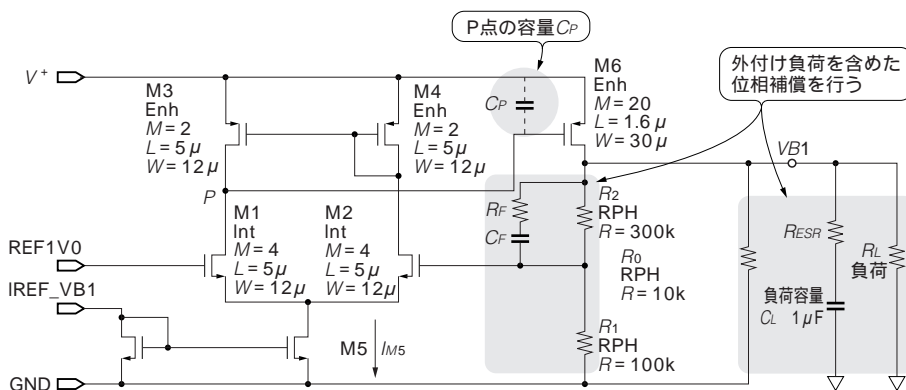 P点の容量CP
外付け負荷を含めた
位相補償を行う
V+
M3
Enh
M=2
L=5μ
W=12μ
M4
Enh
M=2
L=5μ
W=12μ
CP
M6
Enh
M=20
L=1.6μ
W=30μ
VB1
P
RF
CF
R2
RPH
R=300k
M1
Int
M=4
L=5μ
W=12μ
M2
Int
M=4
L=5μ
W=12μ
R0
RPH
R=10k
RESR
RL
負荷
REF1V0
IREF_VB1
負荷容量
CL 1μF
M5
IM5
R1
RPH
R=100k
GND